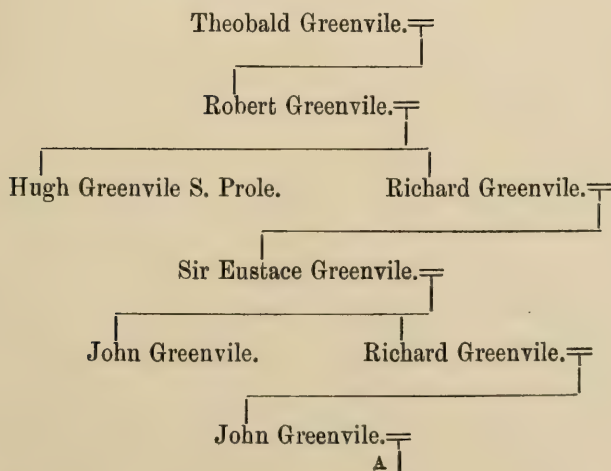 Theobald Greenvile.
Robert Greenvile.
Hugh Greenvile S. Prole. Richard Greenvile.
Sir Eustace Greenvile.
John Greenvile. Richard Greenvile.
John Greenvile.
A